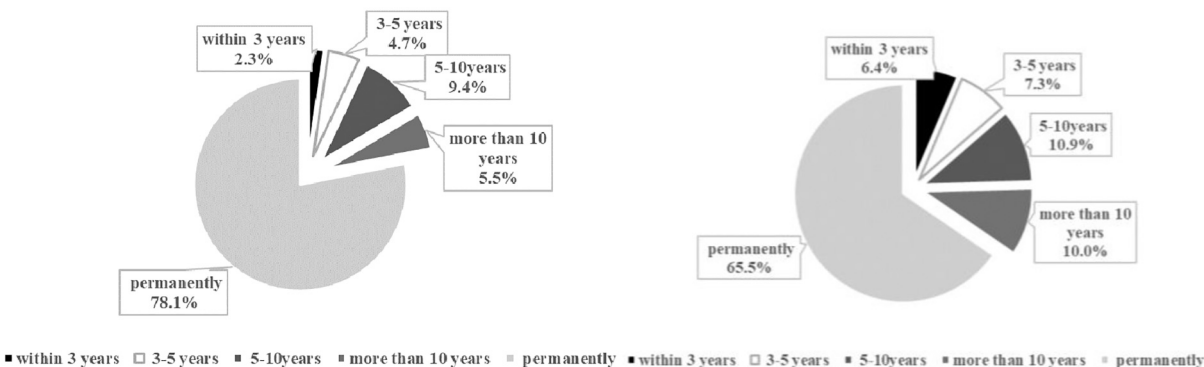 within 3 years
2.3%
3-5 years
4.7%
5-10years
9.4%
more than 10
years
5.5%
permanently
78.1%
within 3 years 3-5 years 5-10years more than 10 years permanently
within 3 years
6.4%
3-5 years
7.3%
5-10years
10.9%
more than 10
years
10.0%
permanently
65.5%
within 3 years 3-5 years 5-10years more than 10 years permanently